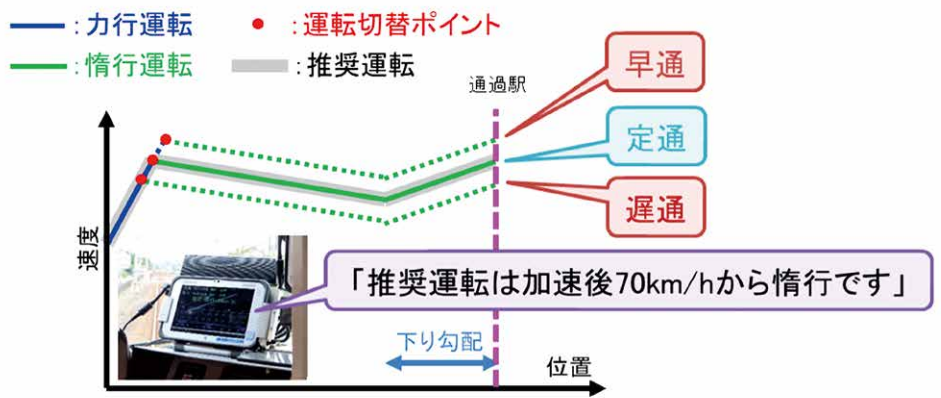 ：力行運転
：運転切替ポイント
：惰行運転
：推奨運転
通過駅
早通
定通
遅通
速度
「推奨運転は加速後70km/hから惰行です」
下り勾配
位置